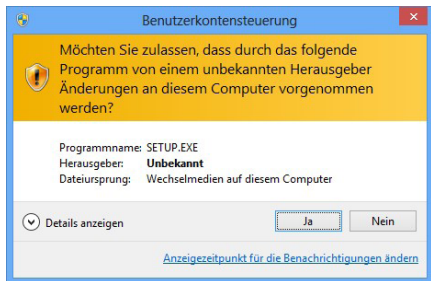 Benutzerkontensteuerung
Möchten Sie zulassen, dass durch das folgende
Programm von einem unbekannten Herausgeber
Änderungen an diesem Computer vorgenommen
werden?
Programmname: SETUP.EXE
Herausgeber: Unbekannt
Dateiursprung: Wechselmedien auf diesem Computer
Details anzeigen
Ja
Nein
Anzeigezeitpunkt für die Benachrichtigungen ändern